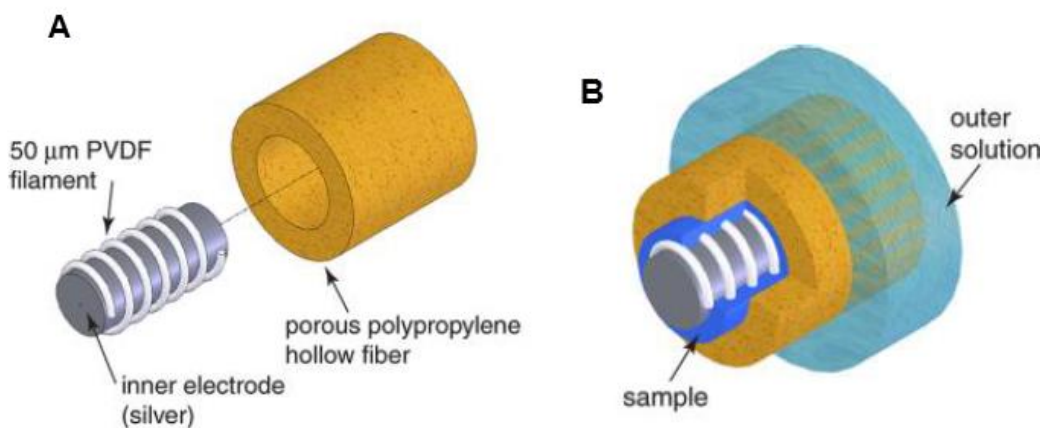 A
50 μm PVDF
filament
porous polypropylene
hollow fiber
inner electrode
(silver)
B
outer
solution
sample